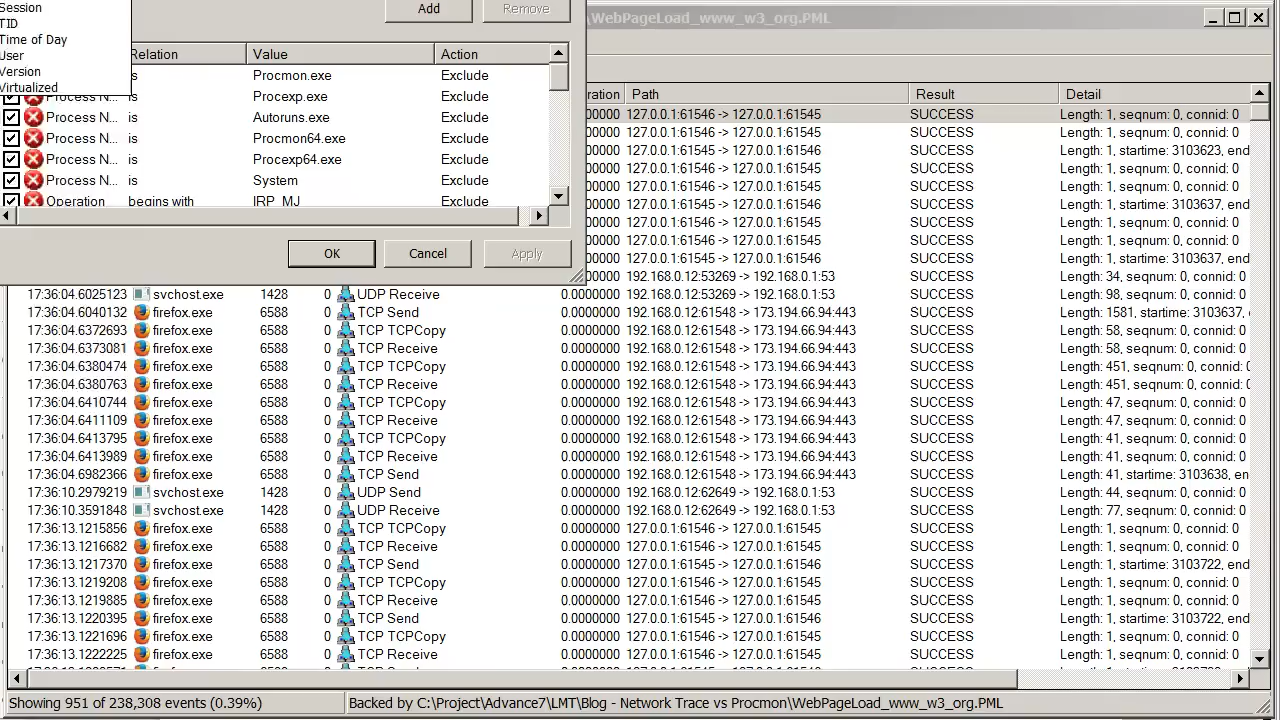 Session
TID
Time of Day
User
Version
Virtualized
Add Remove
Relation Value Action
is Procmon.exe Exclude
Process N... is Procexp.exe Exclude
Process N... is Autoruns.exe Exclude
Process N... is Procmon64.exe Exclude
Process N... is Procexp64.exe Exclude
Process N... is System Exclude
Operation begins with IRP_MJ Exclude
OK Cancel Apply
\WebPageLoad_www_w3_org.PML
ration Path Result Detail
00000 127.0.0.1:61546 -> 127.0.0.1:61545 SUCCESS Length: 1, seqnum: 0, connid: 0
00000 127.0.0.1:61546 -> 127.0.0.1:61545 SUCCESS Length: 1, seqnum: 0, connid: 0
00000 127.0.0.1:61545 -> 127.0.0.1:61546 SUCCESS Length: 1, startime: 3103623, end
00000 127.0.0.1:61546 -> 127.0.0.1:61545 SUCCESS Length: 1, seqnum: 0, connid: 0
00000 127.0.0.1:61546 -> 127.0.0.1:61545 SUCCESS Length: 1, seqnum: 0, connid: 0
00000 127.0.0.1:61545 -> 127.0.0.1:61546 SUCCESS Length: 1, startime: 3103637, end
00000 127.0.0.1:61546 -> 127.0.0.1:61545 SUCCESS Length: 1, seqnum: 0, connid: 0
00000 127.0.0.1:61546 -> 127.0.0.1:61545 SUCCESS Length: 1, seqnum: 0, connid: 0
00000 127.0.0.1:61545 -> 127.0.0.1:61546 SUCCESS Length: 1, startime: 3103637, end
00000 192.168.0.12:53269 -> 192.168.0.1:53 SUCCESS Length: 34, seqnum: 0, connid: 0
17:36:04.6025123 svchost.exe 1428 0 UDP Receive 0.0000000 192.168.0.12:53269 -> 192.168.0.1:53 SUCCESS Length: 98, seqnum: 0, connid: 0
17:36:04.6040132 firefox.exe 6588 0 TCP Send 0.0000000 192.168.0.12:61548 -> 173.194.66.94:443 SUCCESS Length: 1581, startime: 3103637,
17:36:04.6372693 firefox.exe 6588 0 TCP TCPCopy 0.0000000 192.168.0.12:61548 -> 173.194.66.94:443 SUCCESS Length: 58, seqnum: 0, connid: 0
17:36:04.6373081 firefox.exe 6588 0 TCP Receive 0.0000000 192.168.0.12:61548 -> 173.194.66.94:443 SUCCESS Length: 58, seqnum: 0, connid: 0
17:36:04.6380474 firefox.exe 6588 0 TCP TCPCopy 0.0000000 192.168.0.12:61548 -> 173.194.66.94:443 SUCCESS Length: 451, seqnum: 0, connid:
17:36:04.6380763 firefox.exe 6588 0 TCP Receive 0.0000000 192.168.0.12:61548 -> 173.194.66.94:443 SUCCESS Length: 451, seqnum: 0, connid:
17:36:04.6410744 firefox.exe 6588 0 TCP TCPCopy 0.0000000 192.168.0.12:61548 -> 173.194.66.94:443 SUCCESS Length: 47, seqnum: 0, connid: 0
17:36:04.6411109 firefox.exe 6588 0 TCP Receive 0.0000000 192.168.0.12:61548 -> 173.194.66.94:443 SUCCESS Length: 47, seqnum: 0, connid: 0
17:36:04.6413795 firefox.exe 6588 0 TCP TCPCopy 0.0000000 192.168.0.12:61548 -> 173.194.66.94:443 SUCCESS Length: 41, seqnum: 0, connid: 0
17:36:04.6413989 firefox.exe 6588 0 TCP Receive 0.0000000 192.168.0.12:61548 -> 173.194.66.94:443 SUCCESS Length: 41, seqnum: 0, connid: 0
17:36:04.6982366 firefox.exe 6588 0 TCP Send 0.0000000 192.168.0.12:61548 -> 173.194.66.94:443 SUCCESS Length: 41, startime: 3103638, en
17:36:10.2979219 svchost.exe 1428 0 UDP Send 0.0000000 192.168.0.12:62649 -> 192.168.0.1:53 SUCCESS Length: 44, seqnum: 0, connid: 0
17:36:10.3591848 svchost.exe 1428 0 UDP Receive 0.0000000 192.168.0.12:62649 -> 192.168.0.1:53 SUCCESS Length: 77, seqnum: 0, connid: 0
17:36:13.1215856 firefox.exe 6588 0 TCP TCPCopy 0.0000000 127.0.0.1:61546 -> 127.0.0.1:61545 SUCCESS Length: 1, seqnum: 0, connid: 0
17:36:13.1216682 firefox.exe 6588 0 TCP Receive 0.0000000 127.0.0.1:61546 -> 127.0.0.1:61545 SUCCESS Length: 1, seqnum: 0, connid: 0
17:36:13.1217370 firefox.exe 6588 0 TCP Send 0.0000000 127.0.0.1:61545 -> 127.0.0.1:61546 SUCCESS Length: 1, startime: 3103722, end
17:36:13.1219208 firefox.exe 6588 0 TCP TCPCopy 0.0000000 127.0.0.1:61546 -> 127.0.0.1:61545 SUCCESS Length: 1, seqnum: 0, connid: 0
17:36:13.1219885 firefox.exe 6588 0 TCP Receive 0.0000000 127.0.0.1:61546 -> 127.0.0.1:61545 SUCCESS Length: 1, seqnum: 0, connid: 0
17:36:13.1220395 firefox.exe 6588 0 TCP Send 0.0000000 127.0.0.1:61545 -> 127.0.0.1:61546 SUCCESS Length: 1, startime: 3103722, end
17:36:13.1221696 firefox.exe 6588 0 TCP TCPCopy 0.0000000 127.0.0.1:61546 -> 127.0.0.1:61545 SUCCESS Length: 1, seqnum: 0, connid: 0
17:36:13.1222225 firefox.exe 6588 0 TCP Receive 0.0000000 127.0.0.1:61546 -> 127.0.0.1:61545 SUCCESS Length: 1, seqnum: 0, connid: 0
Showing 951 of 238,308 events (0.39%) Backed by C:\Project\Advance7\LMT\Blog - Network Trace vs Procmon\WebPageLoad_www_w3_org.PML